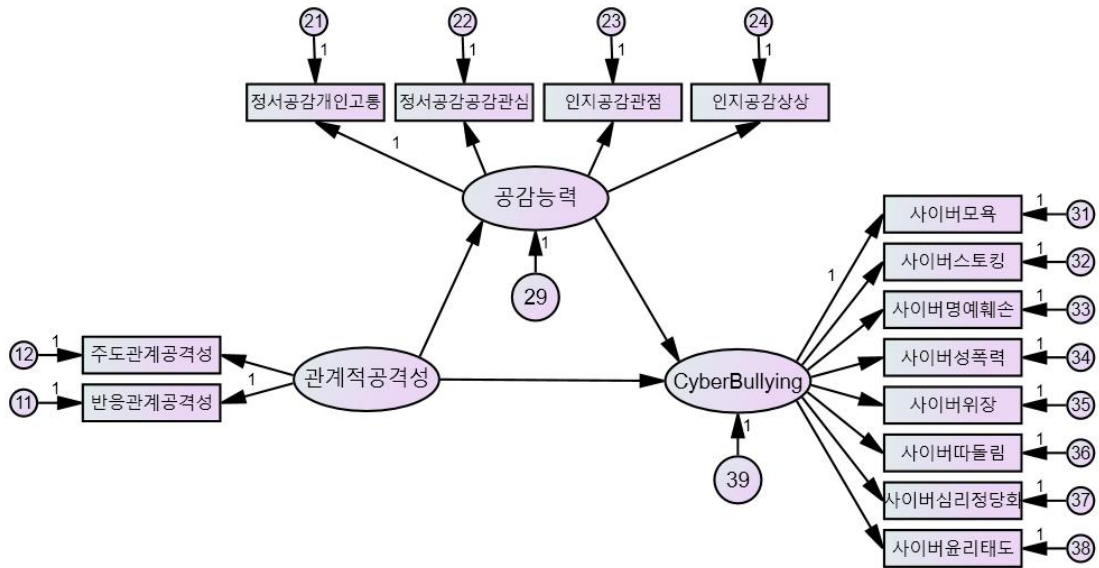 21 22 23 24
1 1 1 1
정서공감개인고통 정서공감공감관심 인지공감관점 인지공감상상
1
공감능력
1
29
12 1 주도관계공격성
11 1 반응관계공격성
1
관계적공격성
CyberBullying
1
39
1
사이버모욕 1 31
사이버스토킹 1 32
사이버명예훼손 1 33
사이버성폭력 1 34
사이버위장 1 35
사이버따돌림 1 36
사이버심리정당화 1 37
사이버윤리태도 1 38